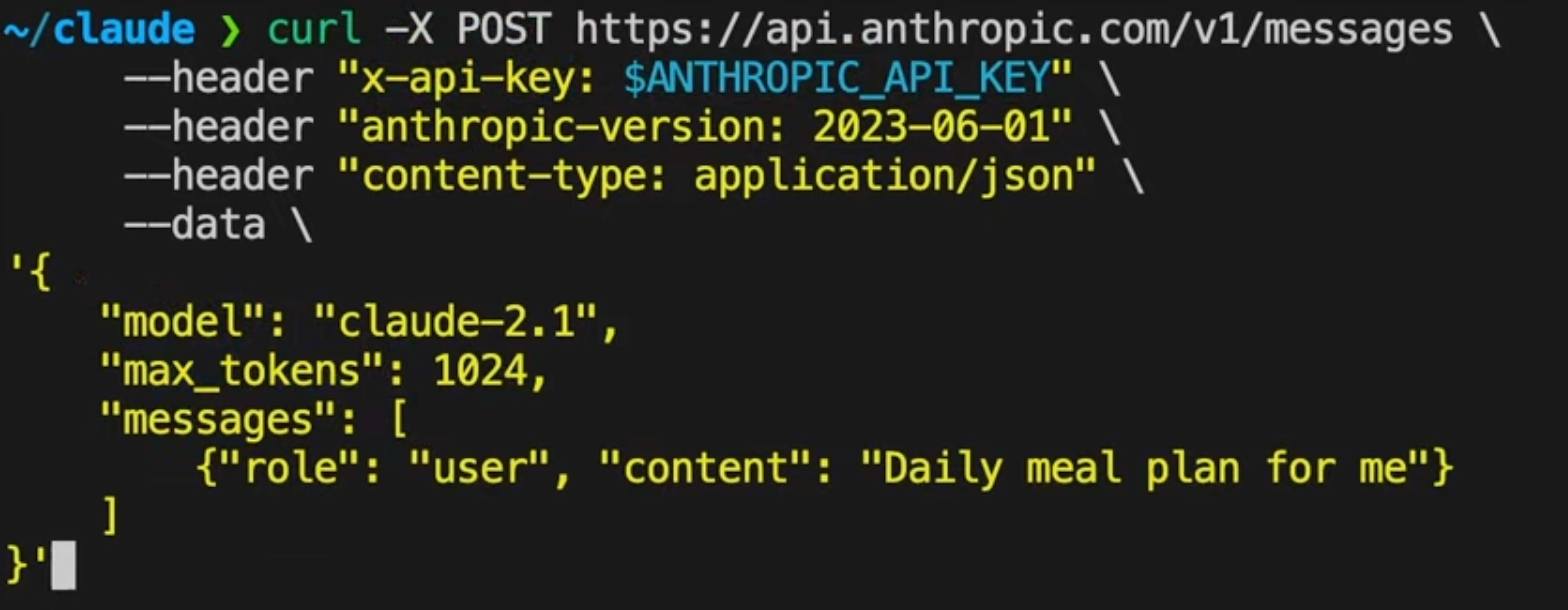 ~/claude ❯ curl -X POST https://api.anthropic.com/v1/messages \
     --header "x-api-key: $ANTHROPIC_API_KEY" \
     --header "anthropic-version: 2023-06-01" \
     --header "content-type: application/json" \
     --data \
'{
    "model": "claude-2.1",
    "max_tokens": 1024,
    "messages": [
        {"role": "user", "content": "Daily meal plan for me"}
    ]
}'